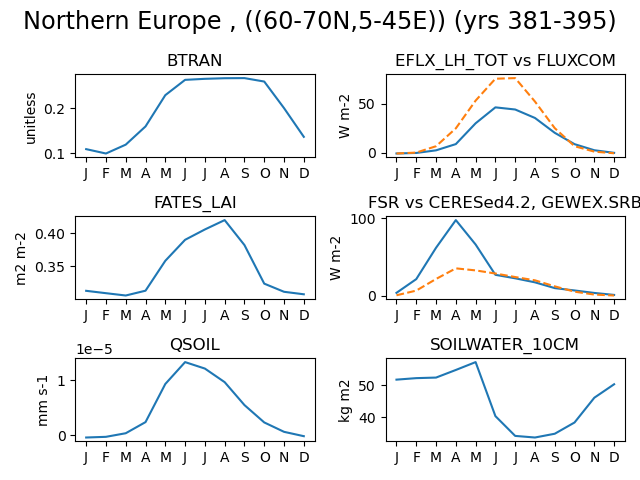 Northern Europe , ((60-70N,5-45E)) (yrs 381-395)
BTRAN
unitless
0.2
0.1
J F M A M J J A S O N D
EFLX_LH_TOT vs FLUXCOM
W m-2
50
0
J F M A M J J A S O N D
FATES_LAI
m2 m-2
0.40
0.35
J F M A M J J A S O N D
FSR vs CERESed4.2, GEWEX.SRB
W m-2
100
0
J F M A M J J A S O N D
QSOIL
1e−5
mm s-1
1
0
J F M A M J J A S O N D
SOILWATER_10CM
kg m2
50
40
J F M A M J J A S O N D